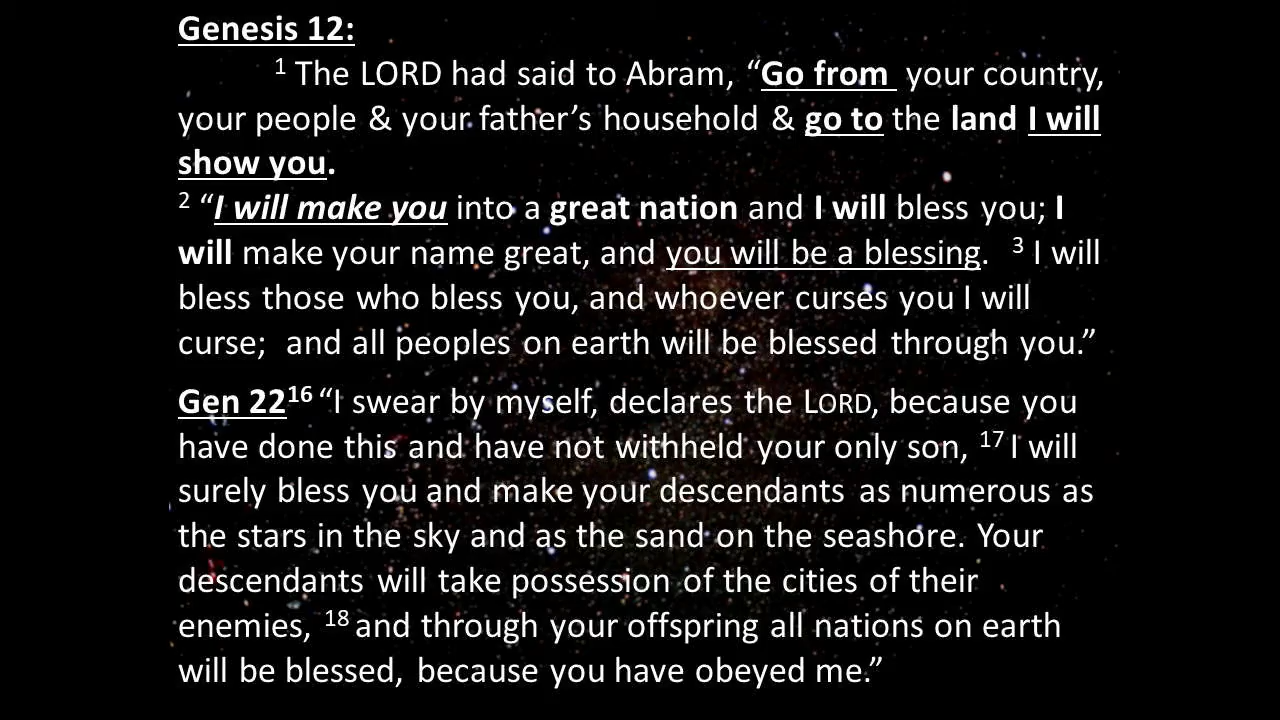 Genesis 12:
1 The LORD had said to Abram, “Go from your country,
your people & your father’s household & go to the land I will
show you.
2 “I will make you into a great nation and I will bless you; I
will make your name great, and you will be a blessing. 3 I will
bless those who bless you, and whoever curses you I will
curse; and all peoples on earth will be blessed through you.”
Gen 22 16 “I swear by myself, declares the LORD, because you
have done this and have not withheld your only son, 17 I will
surely bless you and make your descendants as numerous as
the stars in the sky and as the sand on the seashore. Your
descendants will take possession of the cities of their
enemies, 18 and through your offspring all nations on earth
will be blessed, because you have obeyed me.”